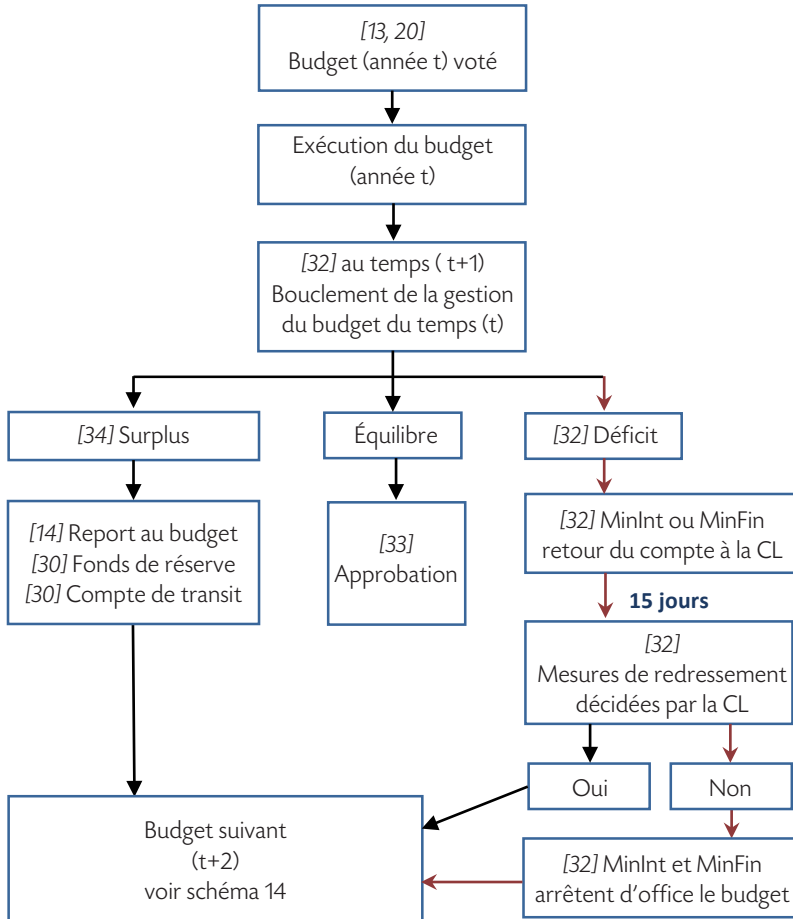 [13, 20]
Budget (année t) voté
Exécution du budget
(année t)
[32] au temps ( t+1)
Bouclement de la gestion
du budget du temps (t)
[34] Surplus
Équilibre
[32] Déficit
[14] Report au budget
[30] Fonds de réserve
[30] Compte de transit
[33]
Approbation
[32] MinInt ou MinFin
retour du compte à la CL
15 jours
[32]
Mesures de redressement
décidées par la CL
Oui
Non
Budget suivant
(t+2)
voir schéma 14
[32] MinInt et MinFin
arrêtent d’office le budget